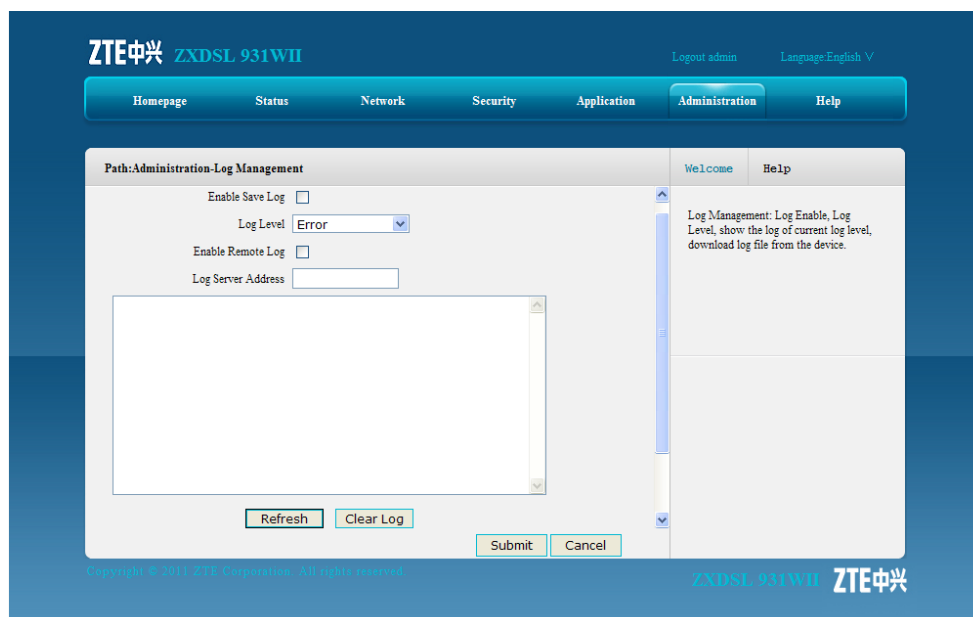 ZTE中兴 ZXDSL 931WII
Logout admin Language:English V
Homepage Status Network Security Application Administration Help
Path:Administration-Log Management
Welcome Help
Enable Save Log
Log Level Error
Enable Remote Log
Log Server Address
Log Management: Log Enable, Log
Level, show the log of current log level,
download log file from the device.
Refresh Clear Log
Submit Cancel
Copyright © 2011 ZTE Corporation. All rights reserved.
ZXDSL 931WII ZTE中兴